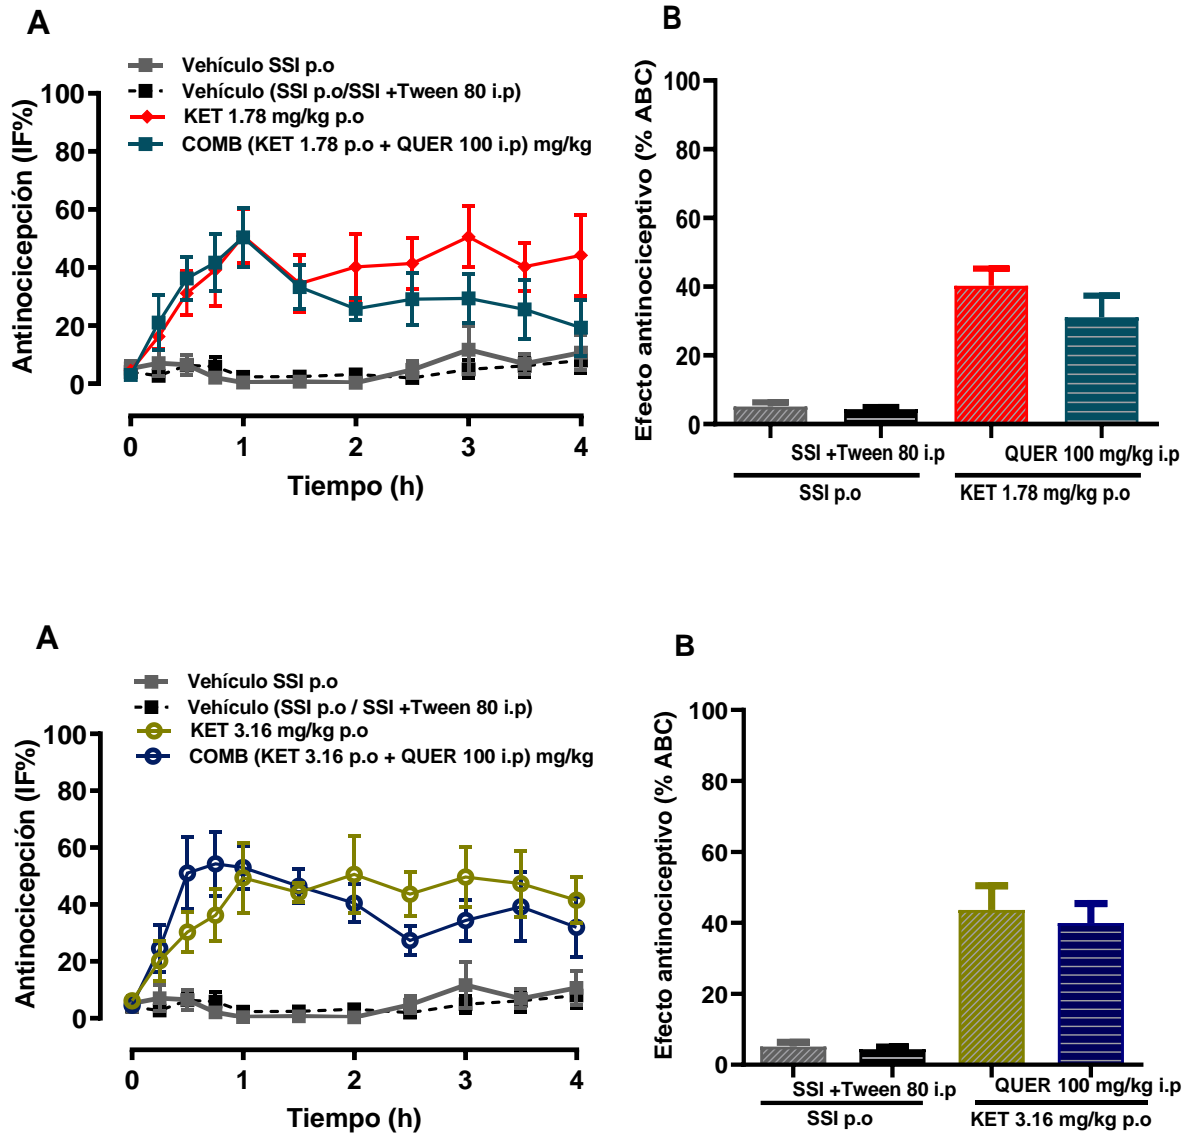 A
Vehículo SSI p.o
Vehículo (SSI p.o/SSI +Tween 80 i.p)
KET 1.78 mg/kg p.o
COMB (KET 1.78 p.o + QUER 100 i.p) mg/kg
Antinocicepción (IF%)
100
80
60
40
20
0
0 1 2 3 4
Tiempo (h)
B
Efecto antinociceptivo (% ABC)
100
80
60
40
20
0
SSI +Tween 80 i.p QUER 100 mg/kg i.p
SSI p.o KET 1.78 mg/kg p.o
A
Vehículo SSI p.o
Vehículo (SSI p.o / SSI +Tween 80 i.p)
KET 3.16 mg/kg p.o
COMB (KET 3.16 p.o + QUER 100 i.p) mg/kg
Antinocicepción (IF%)
100
80
60
40
20
0
0 1 2 3 4
Tiempo (h)
B
Efecto antinociceptivo (% ABC)
100
80
60
40
20
0
SSI +Tween 80 i.p QUER 100 mg/kg i.p
SSI p.o KET 3.16 mg/kg p.o